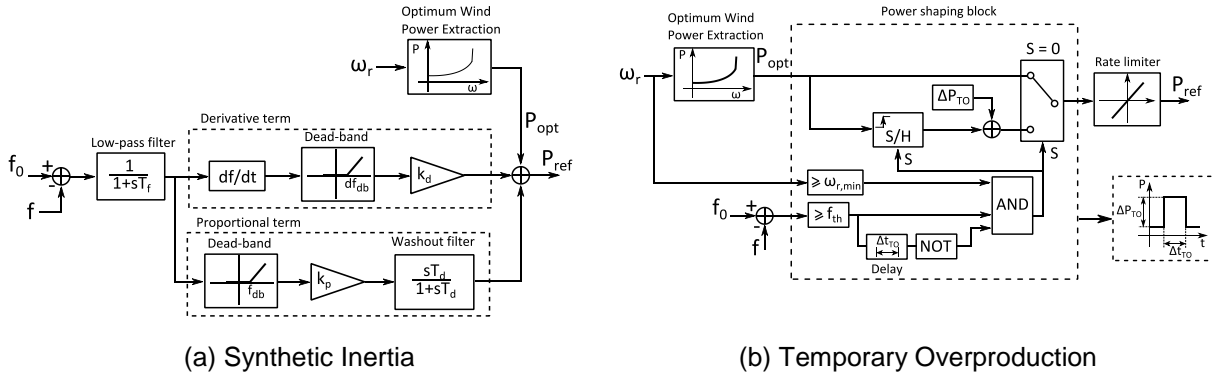 Optimum Wind
Power Extraction
P
ω
ω_r
P_opt
Derivative term
Low-pass filter
Dead-band
f_0
+
-
f
1
1+sT_f
df/dt
df_db
k_d
P_ref
Proportional term
Dead-band
f_db
k_p
Washout filter
sT_d
1+sT_d
(a) Synthetic Inertia
Power shaping block
Optimum Wind
Power Extraction
P
ω
ω_r
P_opt
S = 0
Rate limiter
P_ref
ΔP_TO
S/H
S
S
⩾ ω_r,min
f_0
+
-
f
⩾ f_th
AND
Δt_TO
Delay
NOT
P
ΔP_TO
t
Δt_TO
(b) Temporary Overproduction